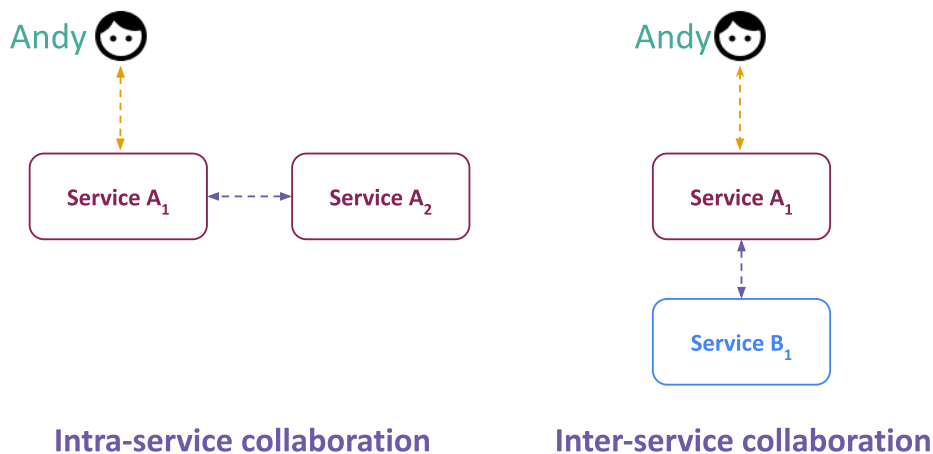 Andy
Service A1
Service A2
Intra-service collaboration
Andy
Service A1
Service B1
Inter-service collaboration